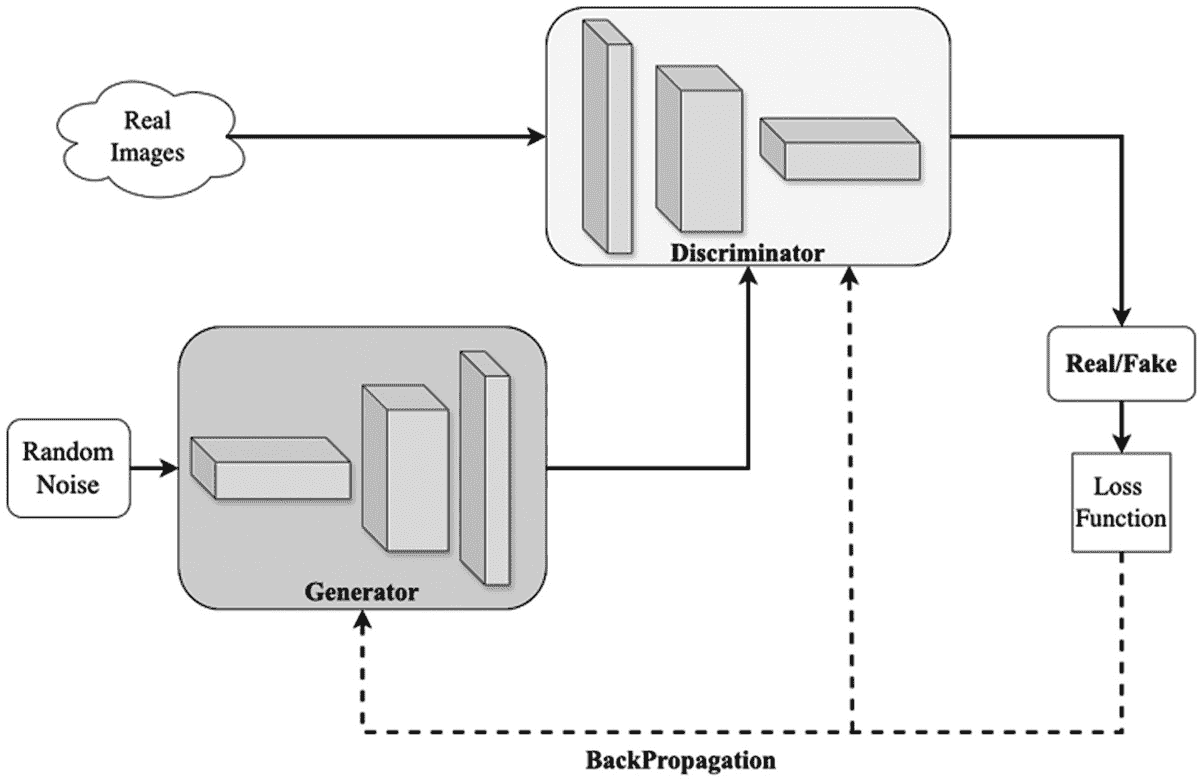 Real
Images
Discriminator
Real/Fake
Random
Noise
Loss
Function
Generator
BackPropagation